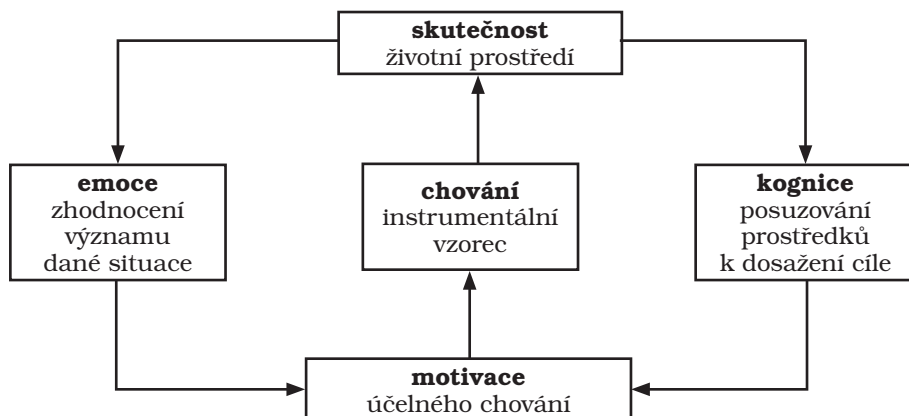 skutečnost
životní prostředí
emoce
zhodnocení
významu
dané situace
chování
instrumentální
vzorec
kognice
posuzování
prostředků
k dosažení cíle
motivace
účelného chování